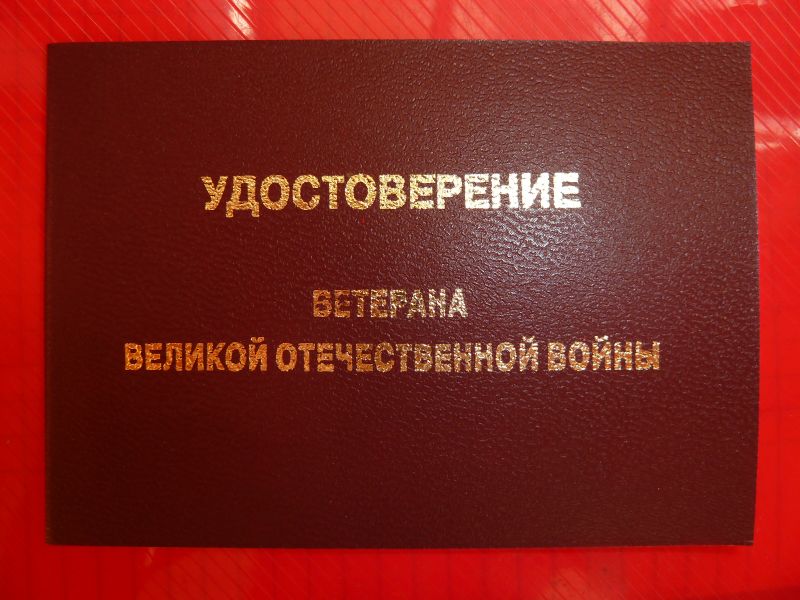 УДОСТОВЕРЕНИЕ
ВЕТЕРАНА
ВЕЛИКОЙ ОТЕЧЕСТВЕННОЙ ВОЙНЫ